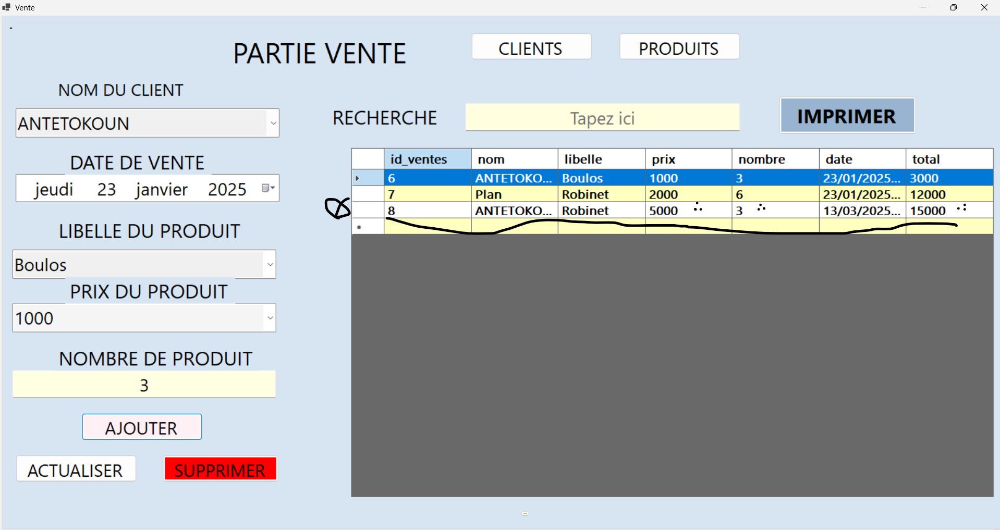 Vente
PARTIE VENTE
CLIENTS
PRODUITS
NOM DU CLIENT
ANTETOKOUN
RECHERCHE
Tapez ici
IMPRIMER
DATE DE VENTE
jeudi 23 janvier 2025
LIBELLE DU PRODUIT
Boulos
PRIX DU PRODUIT
1000
NOMBRE DE PRODUIT
3
AJOUTER
ACTUALISER
SUPPRIMER
id_ventes nom libelle prix nombre date total
6 ANTETOKO... Boulos 1000 3 23/01/2025... 3000
7 Plan Robinet 2000 6 23/01/2025... 12000
8 ANTETOKO... Robinet 5000 3 13/03/2025... 15000